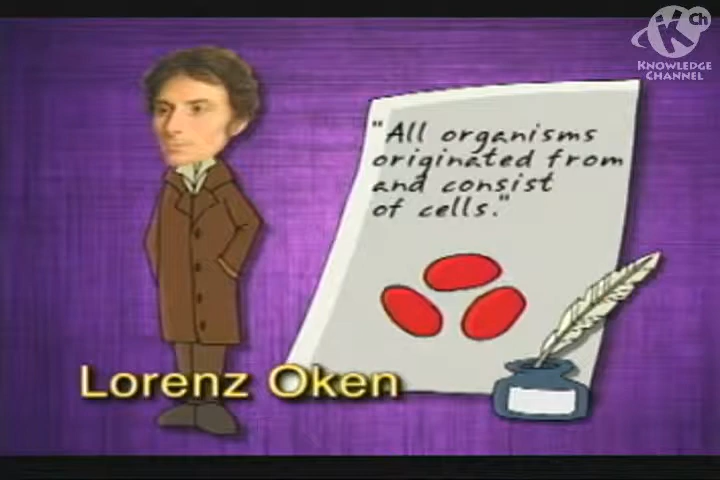 Ch
K
KNOWLEDGE
CHANNEL
"All organisms
originated from
and consist
of cells."
Lorenz Oken